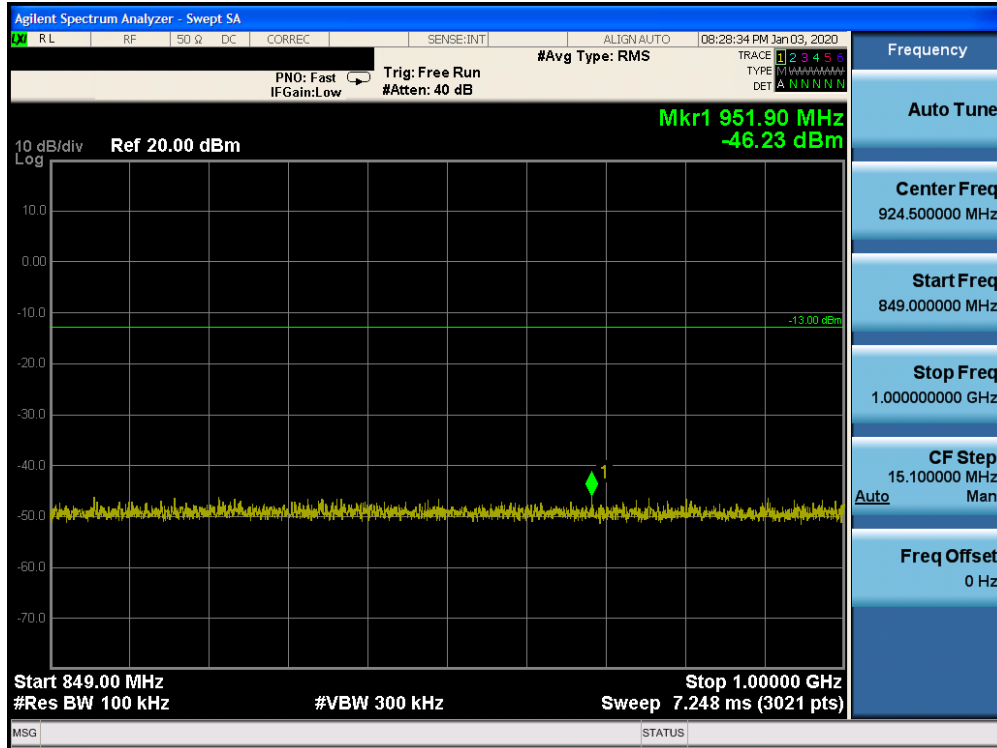 Agilent Spectrum Analyzer - Swept SA
LXI RL RF 50 Ω DC CORREC SENSE:INT ALIGN AUTO 08:28:34 PM Jan 03, 2020
#Avg Type: RMS
TRACE 1 2 3 4 5 6
PNO: Fast Trig: Free Run
TYPE M WWWWW
IFGain:Low #Atten: 40 dB
DET A N N N N N
Frequency
Mkr1 951.90 MHz
-46.23 dBm
10 dB/div Ref 20.00 dBm
Log
10.0
0.00
-10.0
-13.00 dBm
-20.0
-30.0
-40.0
1
-50.0
-60.0
-70.0
Start 849.00 MHz Stop 1.00000 GHz
#Res BW 100 kHz #VBW 300 kHz Sweep 7.248 ms (3021 pts)
MSG STATUS
Auto Tune
Center Freq
924.500000 MHz
Start Freq
849.000000 MHz
Stop Freq
1.000000000 GHz
CF Step
15.100000 MHz
Auto Man
Freq Offset
0 Hz